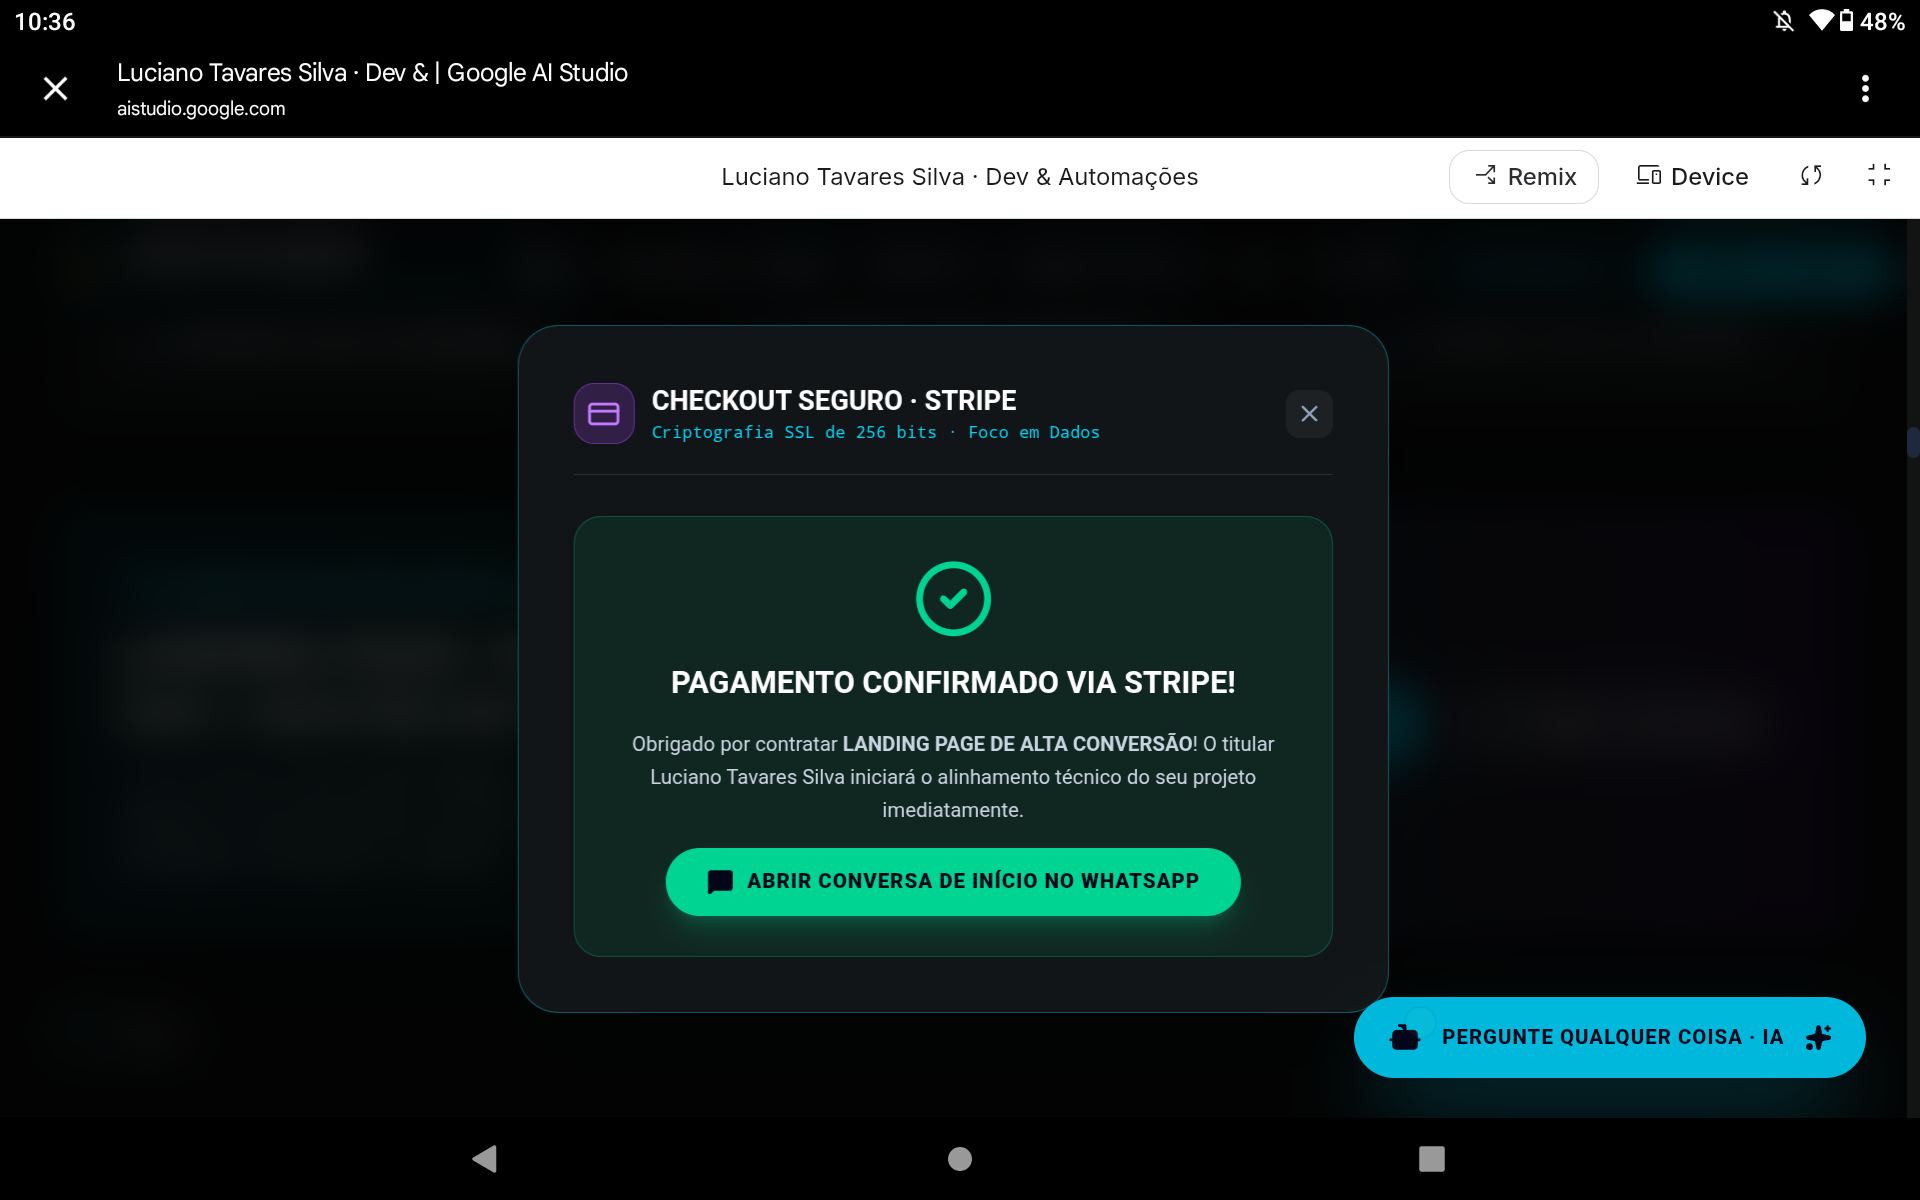 10:36
48%
Luciano Tavares Silva · Dev & | Google AI Studio
aistudio.google.com
Luciano Tavares Silva · Dev & Automações
Remix
Device
CHECKOUT SEGURO · STRIPE
Criptografia SSL de 256 bits · Foco em Dados
PAGAMENTO CONFIRMADO VIA STRIPE!
Obrigado por contratar LANDING PAGE DE ALTA CONVERSÃO! O titular
Luciano Tavares Silva iniciará o alinhamento técnico do seu projeto
imediatamente.
ABRIR CONVERSA DE INÍCIO NO WHATSAPP
PERGUNTE QUALQUER COISA · IA